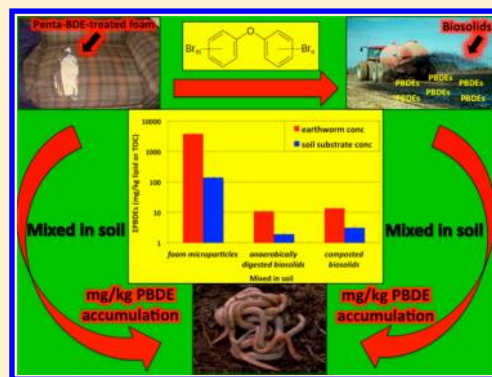 Penta-BDE-treated foam
Br_m
O
Br_n
Biosolids
PBDEs PBDEs
PBDEs
PBDEs PBDEs
PBDEs
Mixed in soil
ΣPBDEs (mg/kg lipid or TOC)
10000
1000
100
10
1
earthworm conc
soil substrate conc
foam microparticles
anaerobically
digested biosolids
composted
biosolids
Mixed in soil
Mixed in soil
mg/kg PBDE
accumulation
mg/kg PBDE
accumulation